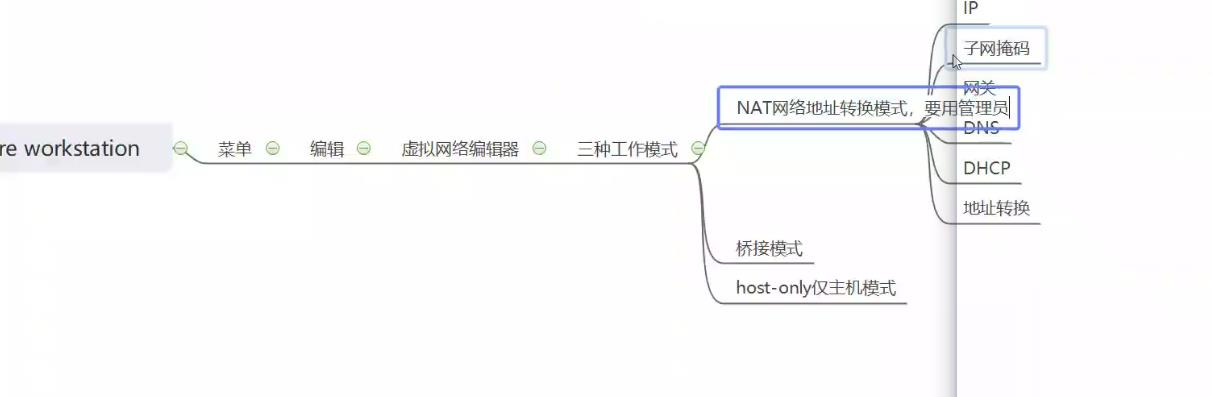 re workstation
菜单
编辑
虚拟网络编辑器
三种工作模式
NAT网络地址转换模式，要用管理员
IP
子网掩码
网关
DNS
DHCP
地址转换
桥接模式
host-only仅主机模式